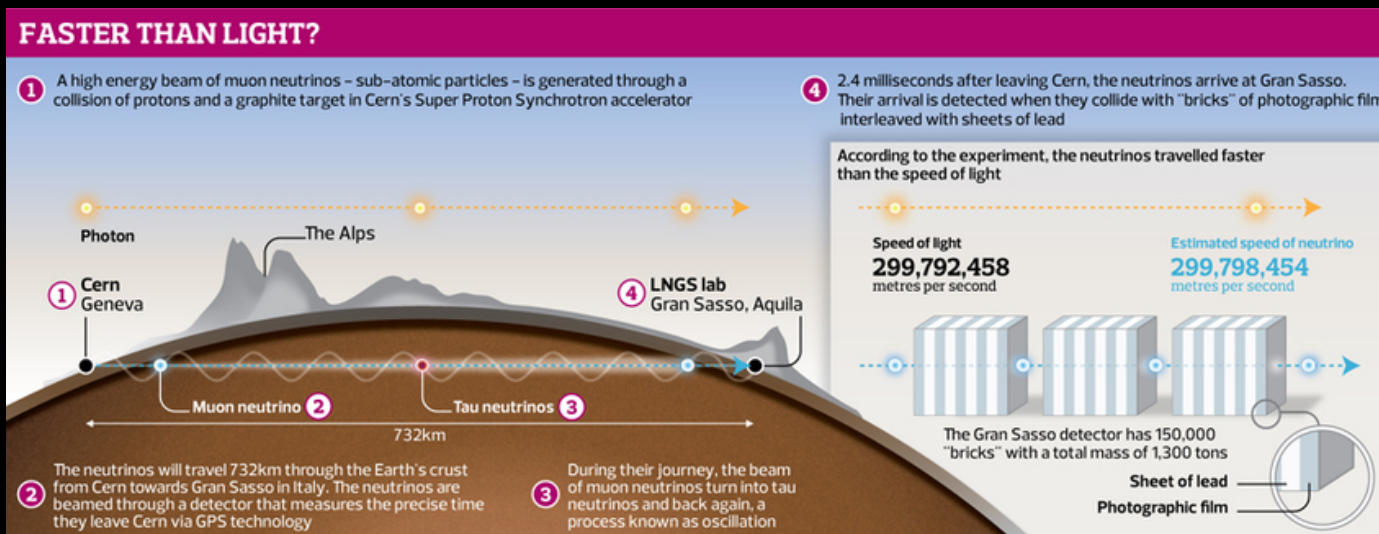 FASTER THAN LIGHT?
1
A high energy beam of muon neutrinos – sub-atomic particles – is generated through a
collision of protons and a graphite target in Cern's Super Proton Synchrotron accelerator
Photon
The Alps
1
Cern
Geneva
4
LNGS lab
Gran Sasso, Aquila
Muon neutrino 2
Tau neutrinos 3
732km
2
The neutrinos will travel 732km through the Earth's crust
from Cern towards Gran Sasso in Italy. The neutrinos are
beamed through a detector that measures the precise time
they leave Cern via GPS technology
3
During their journey, the beam
of muon neutrinos turn into tau
neutrinos and back again, a
process known as oscillation
4
2.4 milliseconds after leaving Cern, the neutrinos arrive at Gran Sasso.
Their arrival is detected when they collide with "bricks" of photographic film
interleaved with sheets of lead
According to the experiment, the neutrinos travelled faster
than the speed of light
Speed of light
299,792,458
metres per second
Estimated speed of neutrino
299,798,454
metres per second
The Gran Sasso detector has 150,000
"bricks" with a total mass of 1,300 tons
Sheet of lead
Photographic film